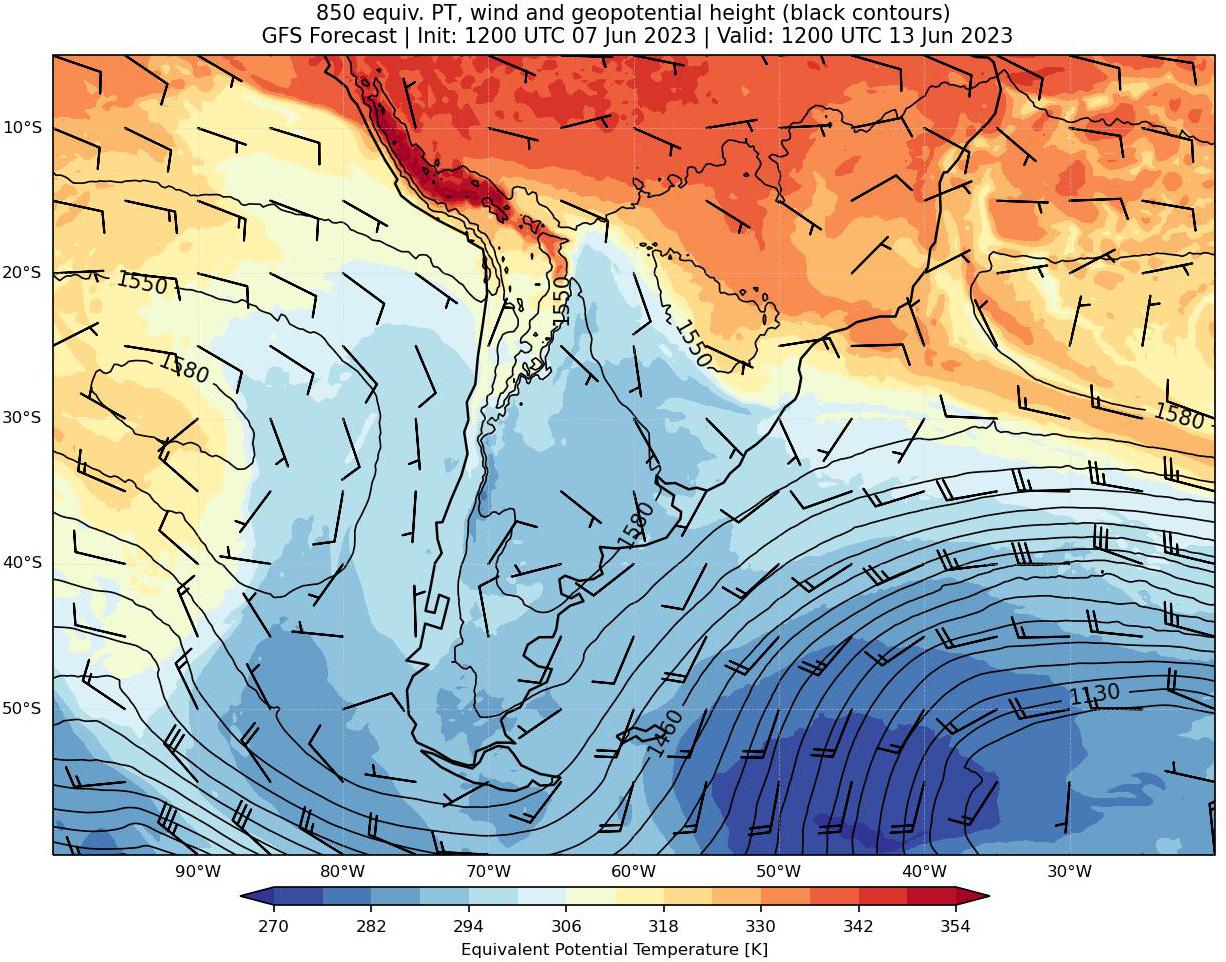 850 equiv. PT, wind and geopotential height (black contours)
GFS Forecast | Init: 1200 UTC 07 Jun 2023 | Valid: 1200 UTC 13 Jun 2023
10°S
20°S
1550
1550
1550
1580
30°S
1580
1580
40°S
50°S
1130
1460
90°W 80°W 70°W 60°W 50°W 40°W 30°W
270 282 294 306 318 330 342 354
Equivalent Potential Temperature [K]